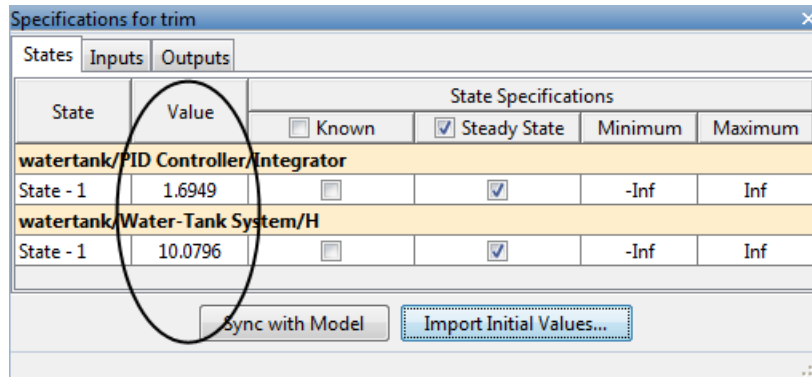 Specifications for trim
States Inputs Outputs
State Value State Specifications
Known Steady State Minimum Maximum
watertank/PID Controller/Integrator
State - 1 1.6949 -Inf Inf
watertank/Water-Tank System/H
State - 1 10.0796 -Inf Inf
Sync with Model Import Initial Values...